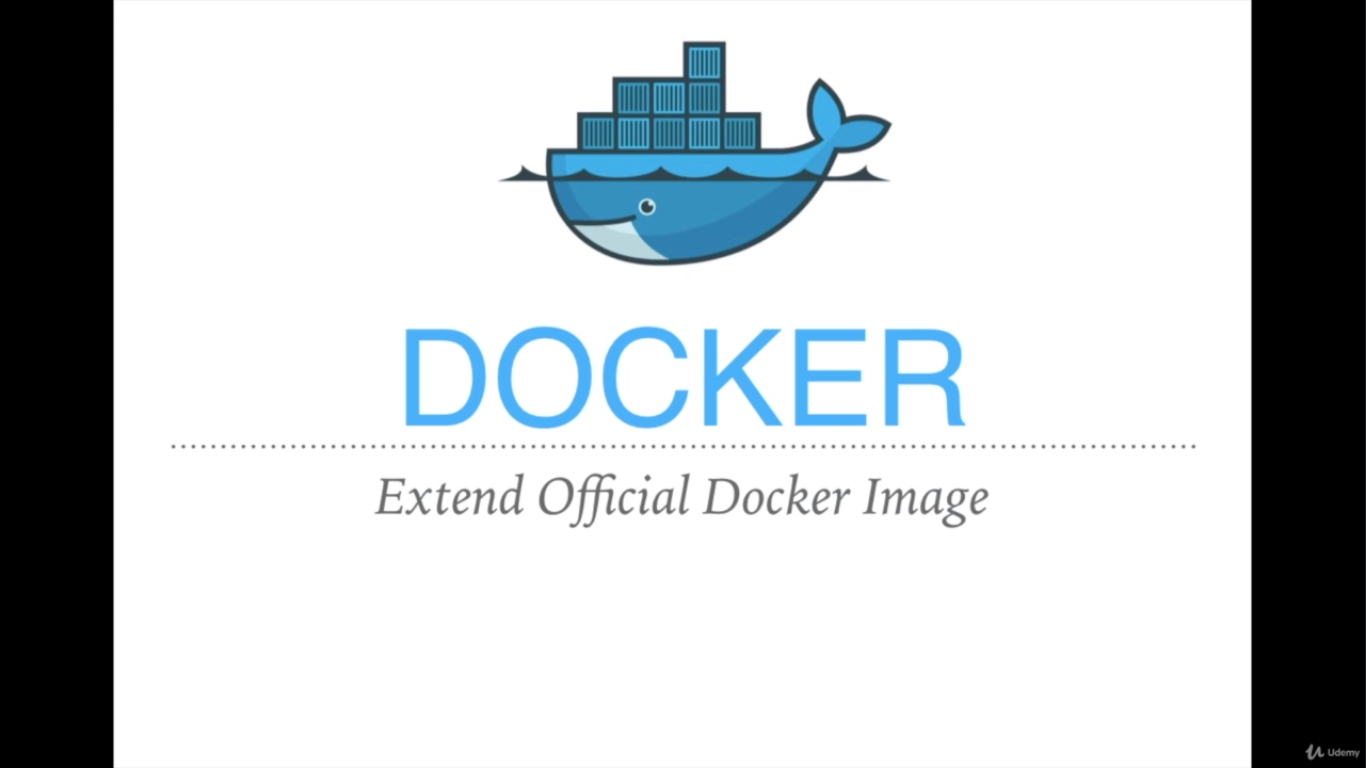 DOCKER
Extend Official Docker Image
Udemy